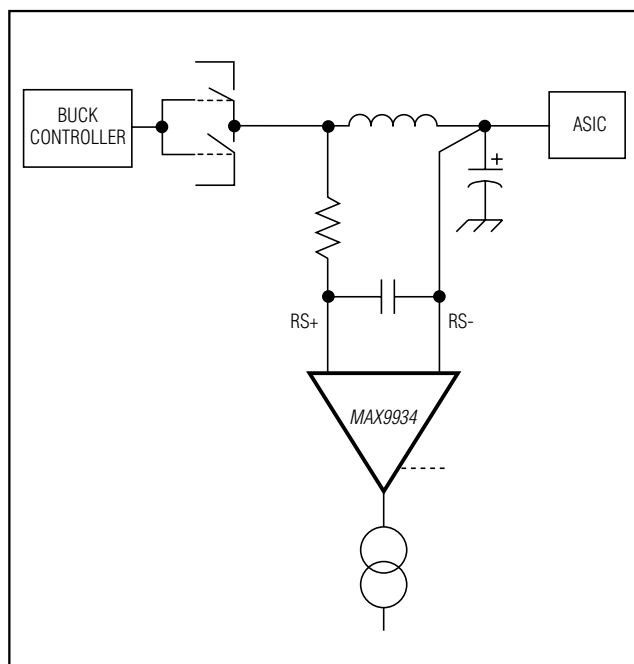 BUCK
CONTROLLER
ASIC
+
RS+
RS-
MAX9934